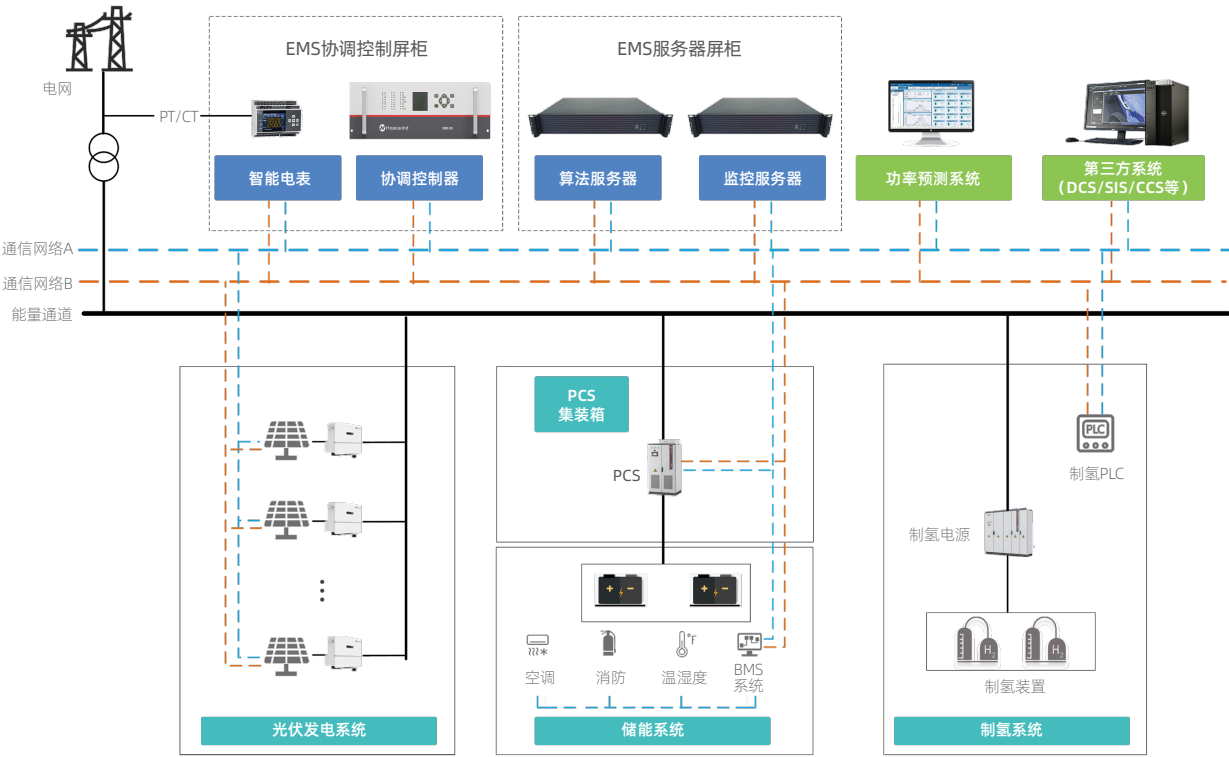 EMS协调控制屏柜
EMS服务器屏柜
电网
PT/CT
Hopewind
智能电表
协调控制器
算法服务器
监控服务器
功率预测系统
第三方系统
（DCS/SIS/CCS等）
通信网络A
通信网络B
能量通道
PCS
集装箱
PCS
PLC
制氢PLC
制氢电源
°F
空调
消防
温湿度
BMS
系统
H₂
H₂
制氢装置
光伏发电系统
储能系统
制氢系统